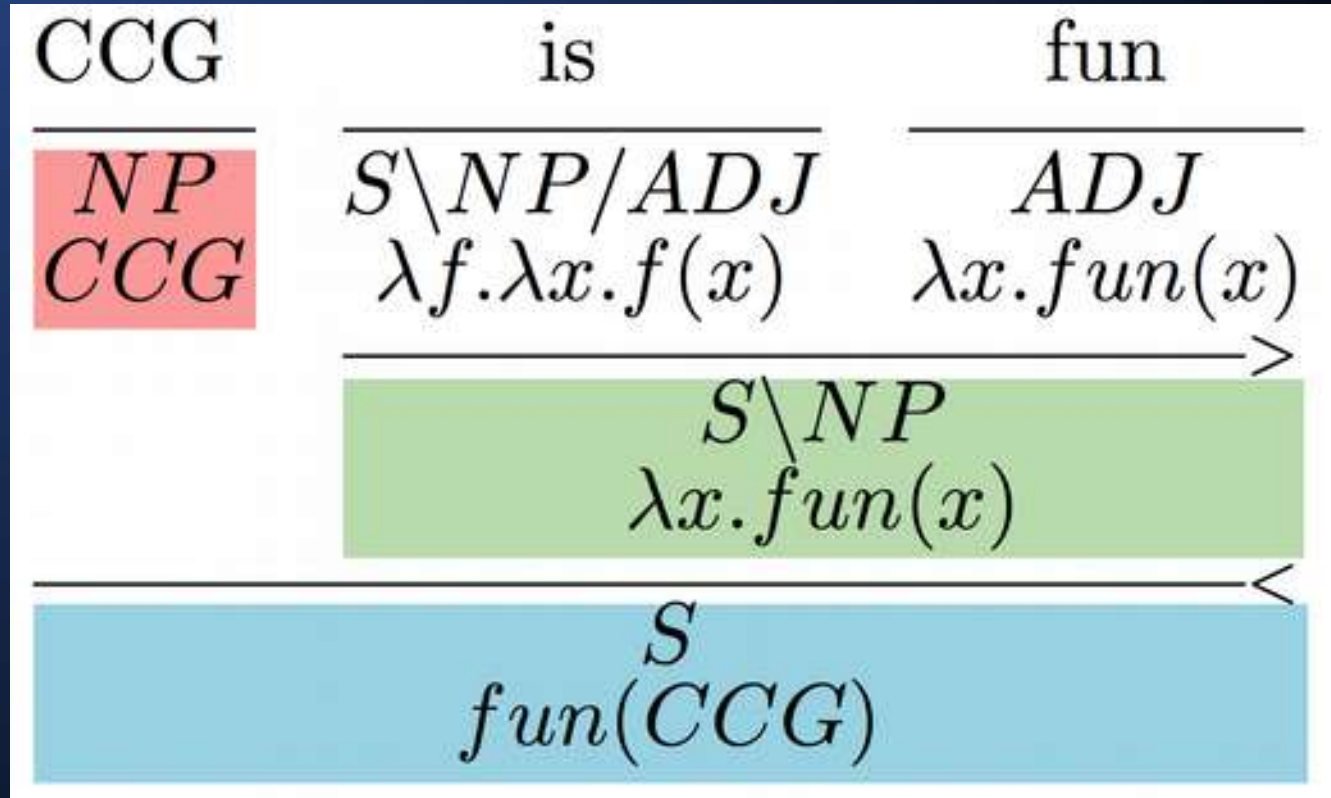 CCG is fun
NP S\NP/ADJ ADJ
CCG λf.λx.f(x) λx.fun(x)
>
S\NP
λx.fun(x)
<
S
fun(CCG)